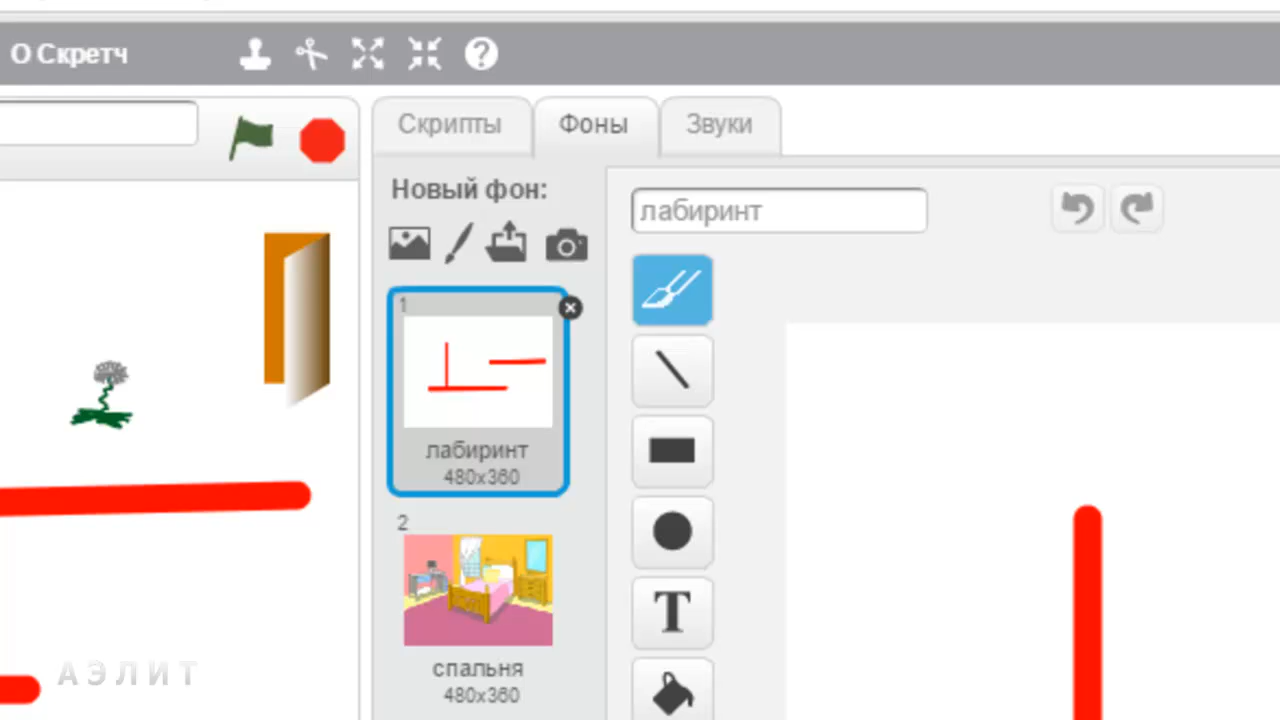 О Скретч
Скрипты
Фоны
Звуки
Новый фон:
лабиринт
1
лабиринт
480x360
2
спальня
480x360
T
АЭЛИТ